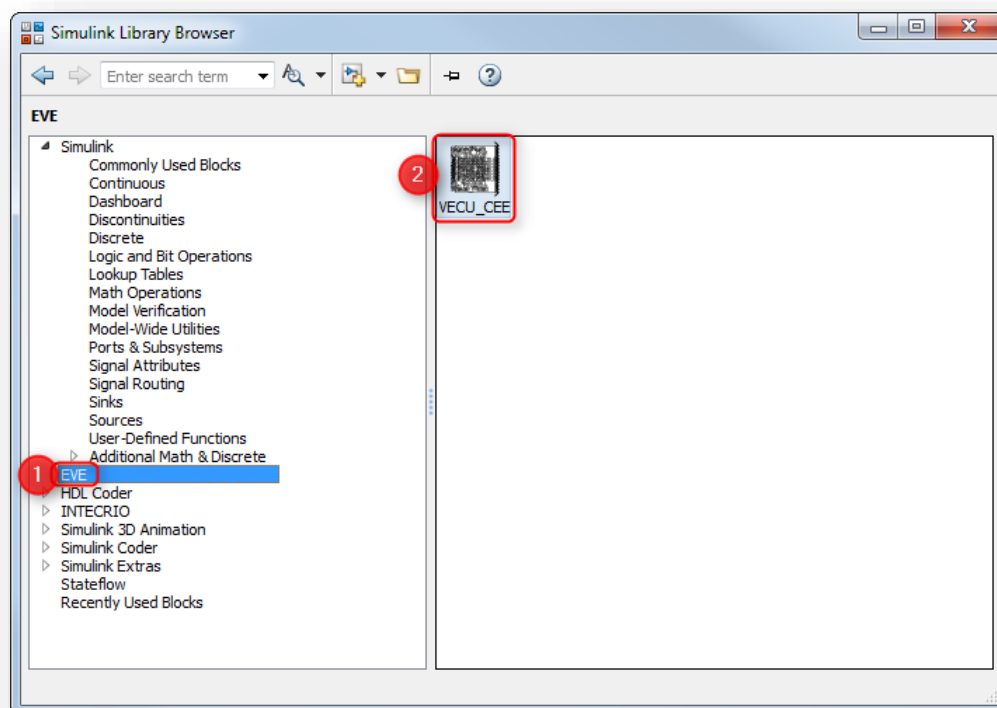 Simulink Library Browser
Enter search term
EVE
Simulink
Commonly Used Blocks
Continuous
Dashboard
Discontinuities
Discrete
Logic and Bit Operations
Lookup Tables
Math Operations
Model Verification
Model-Wide Utilities
Ports & Subsystems
Signal Attributes
Signal Routing
Sinks
Sources
User-Defined Functions
Additional Math & Discrete
1 EVE
HDL Coder
INTECRIO
Simulink 3D Animation
Simulink Coder
Simulink Extras
Stateflow
Recently Used Blocks
2
VECU_CEE